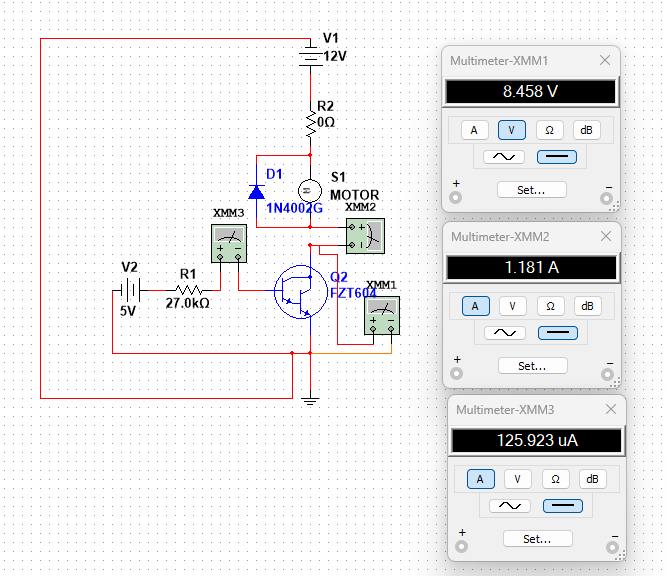 V1
12V
R2
0Ω
D1
1N4002G
S1
MOTOR
XMM2
XMM3
V2
5V
R1
27.0kΩ
Q2
FZT604
XMM1
Multimeter-XMM1
8.458 V
A V Ω dB
+ Set... −
Multimeter-XMM2
1.181 A
A V Ω dB
+ Set... −
Multimeter-XMM3
125.923 uA
A V Ω dB
+ Set... −